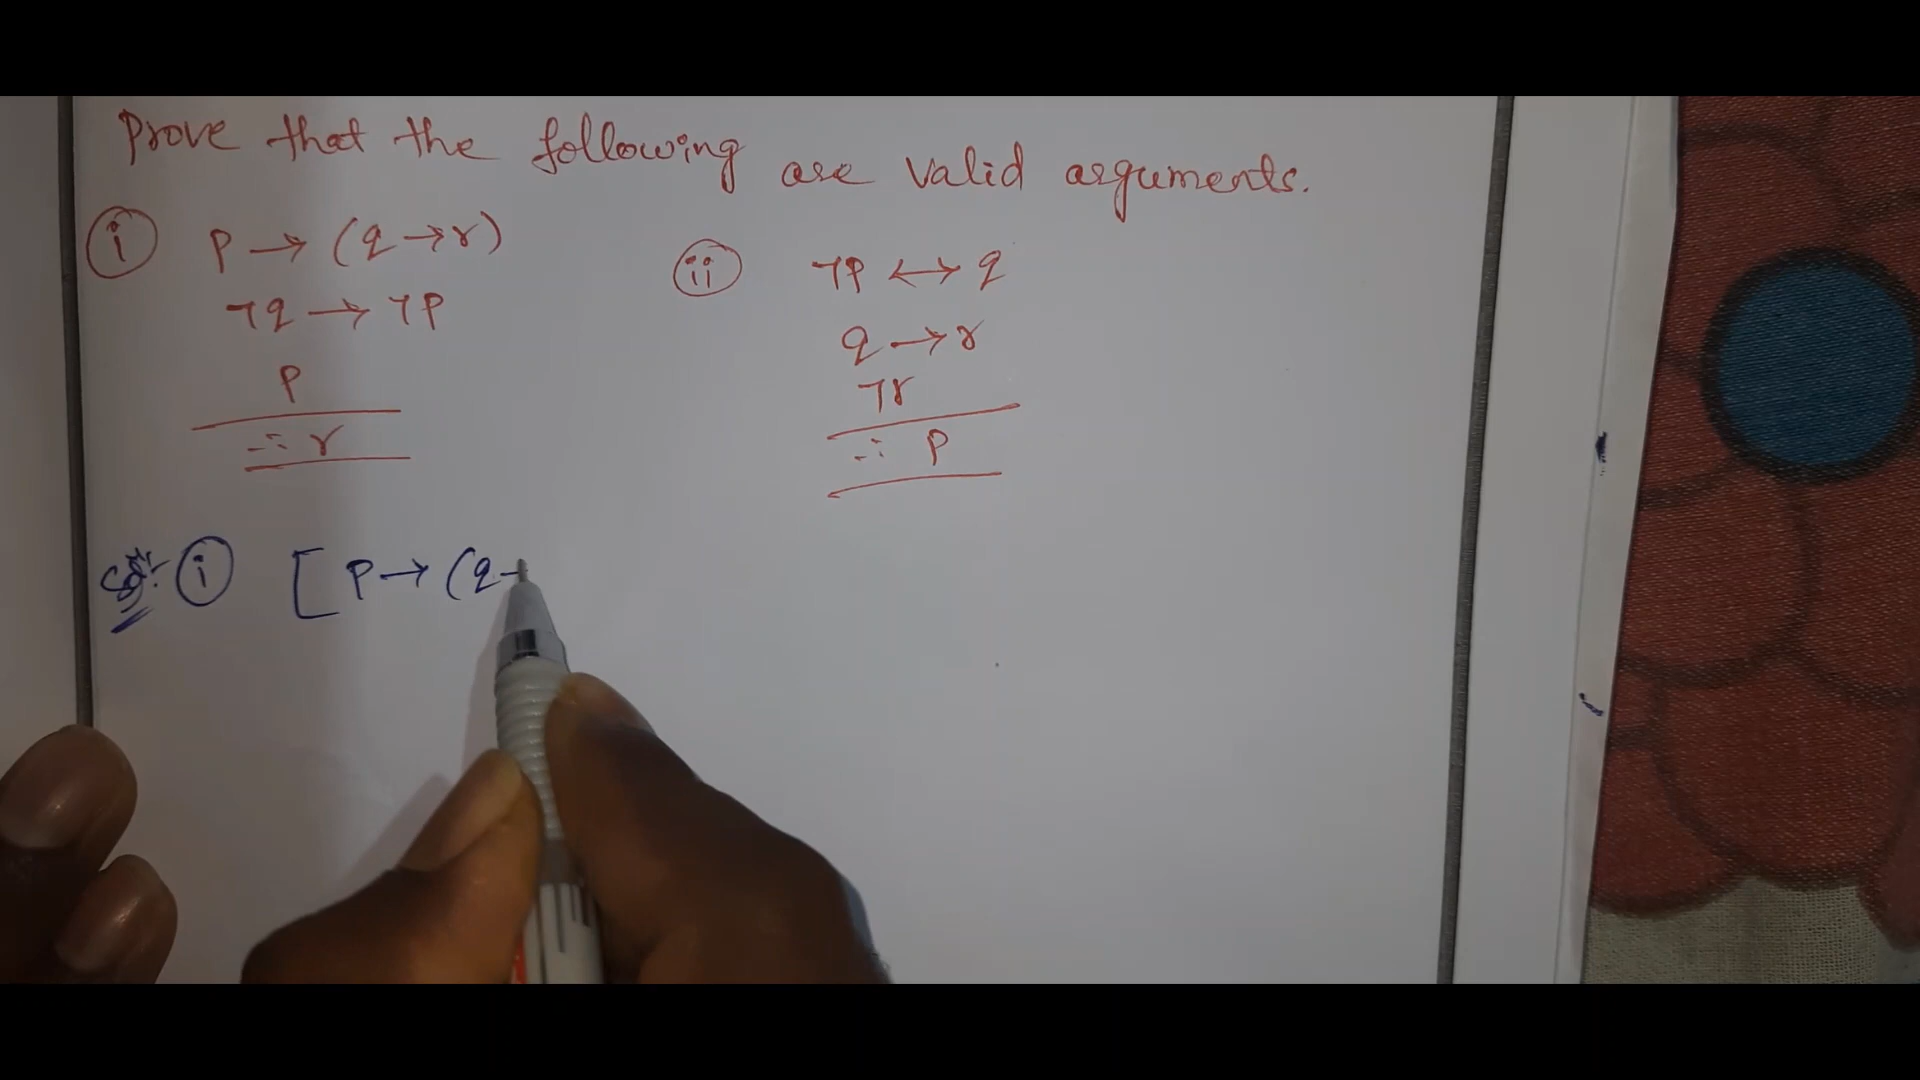 Prove that the following are valid arguments.
(i) p → (q → r)
¬q → ¬p
p
∴ r
(ii) ¬p ↔ q
q → r
¬r
∴ p
Sol:- (i) [ p → (q -